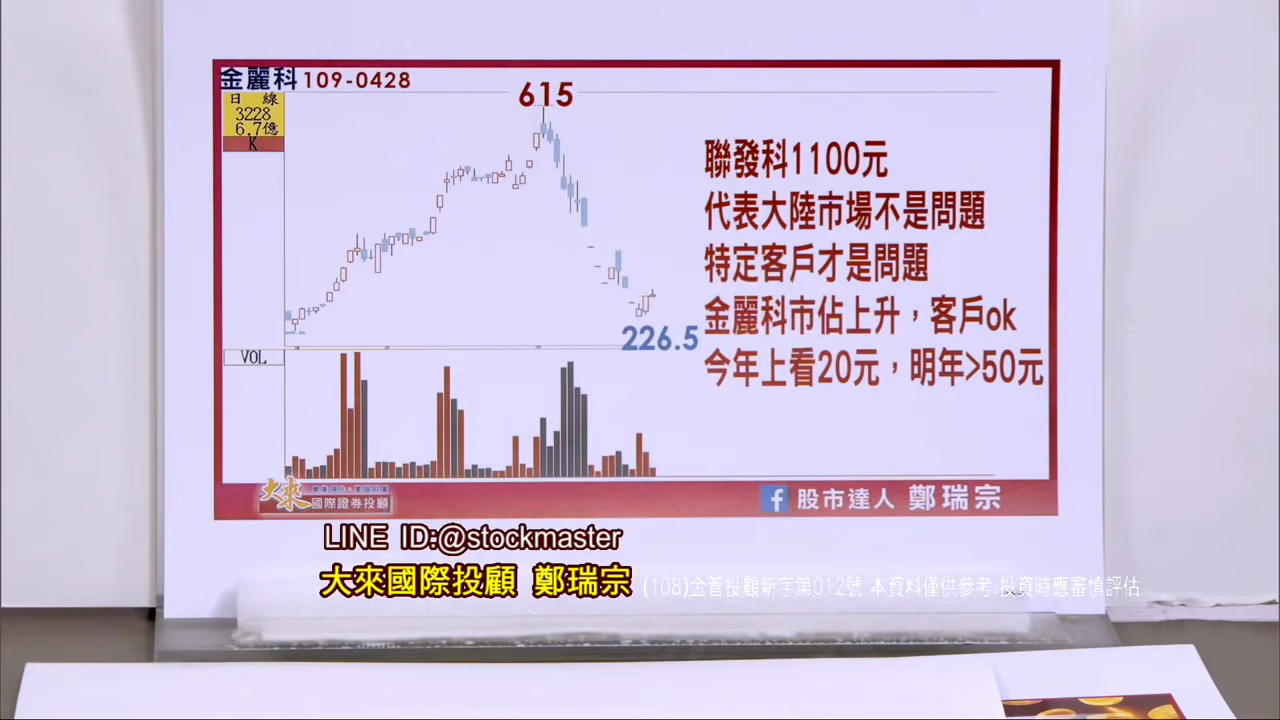 金麗科 109-0428
日 線
3228
6.7億
K
615
226.5
VOL
聯發科1100元
代表大陸市場不是問題
特定客戶才是問題
金麗科市佔上升，客戶ok
今年上看20元，明年>50元
大來
國際證券投顧
股市達人 鄭瑞宗
LINE ID:@stockmaster
大來國際投顧 鄭瑞宗
(108)金管投顧新字第012號 本資料僅供參考.投資時應審慎評估